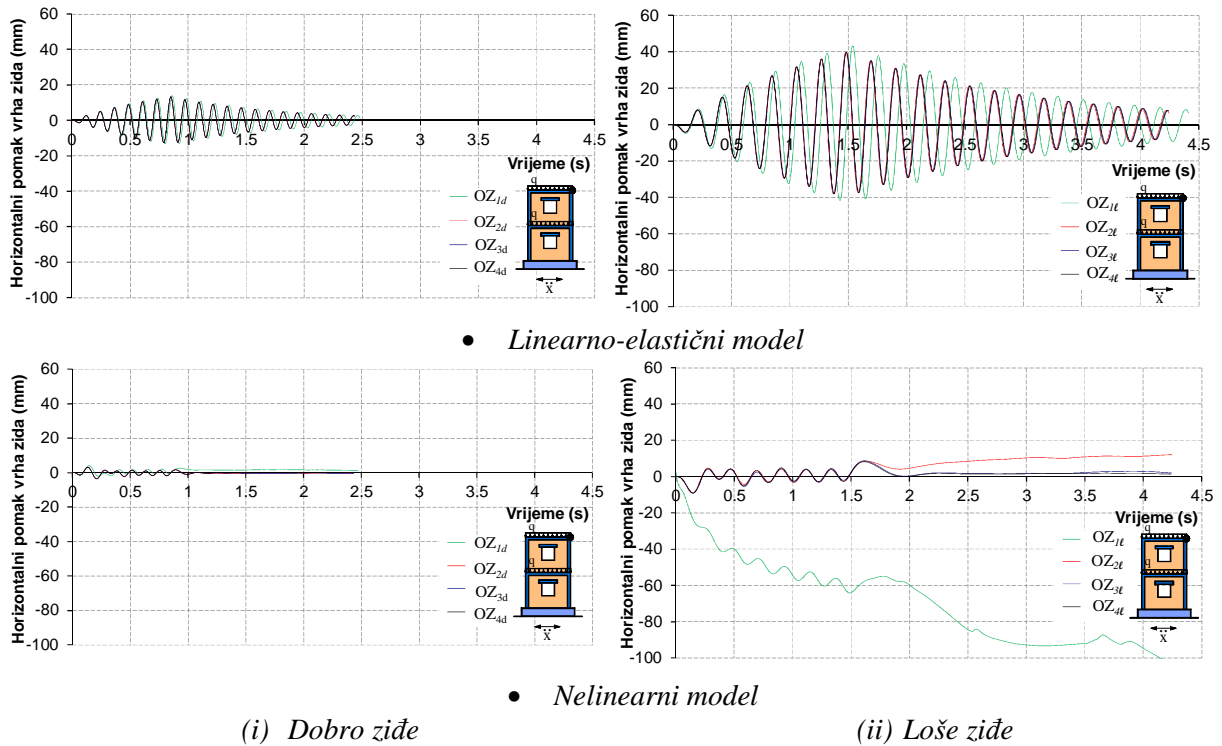 Horizontalni pomak vrha zida (mm)
60
40
20
0
-20
-40
-60
-80
-100
0 0.5 1 1.5 2 2.5 3 3.5 4 4.5
Vrijeme (s)
q
q
OZ1d
OZ2d
OZ3d
OZ4d
ẍ
Horizontalni pomak vrha zida (mm)
60
40
20
0
-20
-40
-60
-80
-100
0 0.5 1 1.5 2 2.5 3 3.5 4 4.5
Vrijeme (s)
q
q
OZ1ℓ
OZ2ℓ
OZ3ℓ
OZ4ℓ
ẍ
• Linearno-elastični model
Horizontalni pomak vrha zida (mm)
60
40
20
0
-20
-40
-60
-80
-100
0 0.5 1 1.5 2 2.5 3 3.5 4 4.5
Vrijeme (s)
q
q
OZ1d
OZ2d
OZ3d
OZ4d
ẍ
Horizontalni pomak vrha zida (mm)
60
40
20
0
-20
-40
-60
-80
-100
0 0.5 1 1.5 2 2.5 3 3.5 4 4.5
Vrijeme (s)
q
q
OZ1ℓ
OZ2ℓ
OZ3ℓ
OZ4ℓ
ẍ
• Nelinearni model
(i) Dobro ziđe
(ii) Loše ziđe